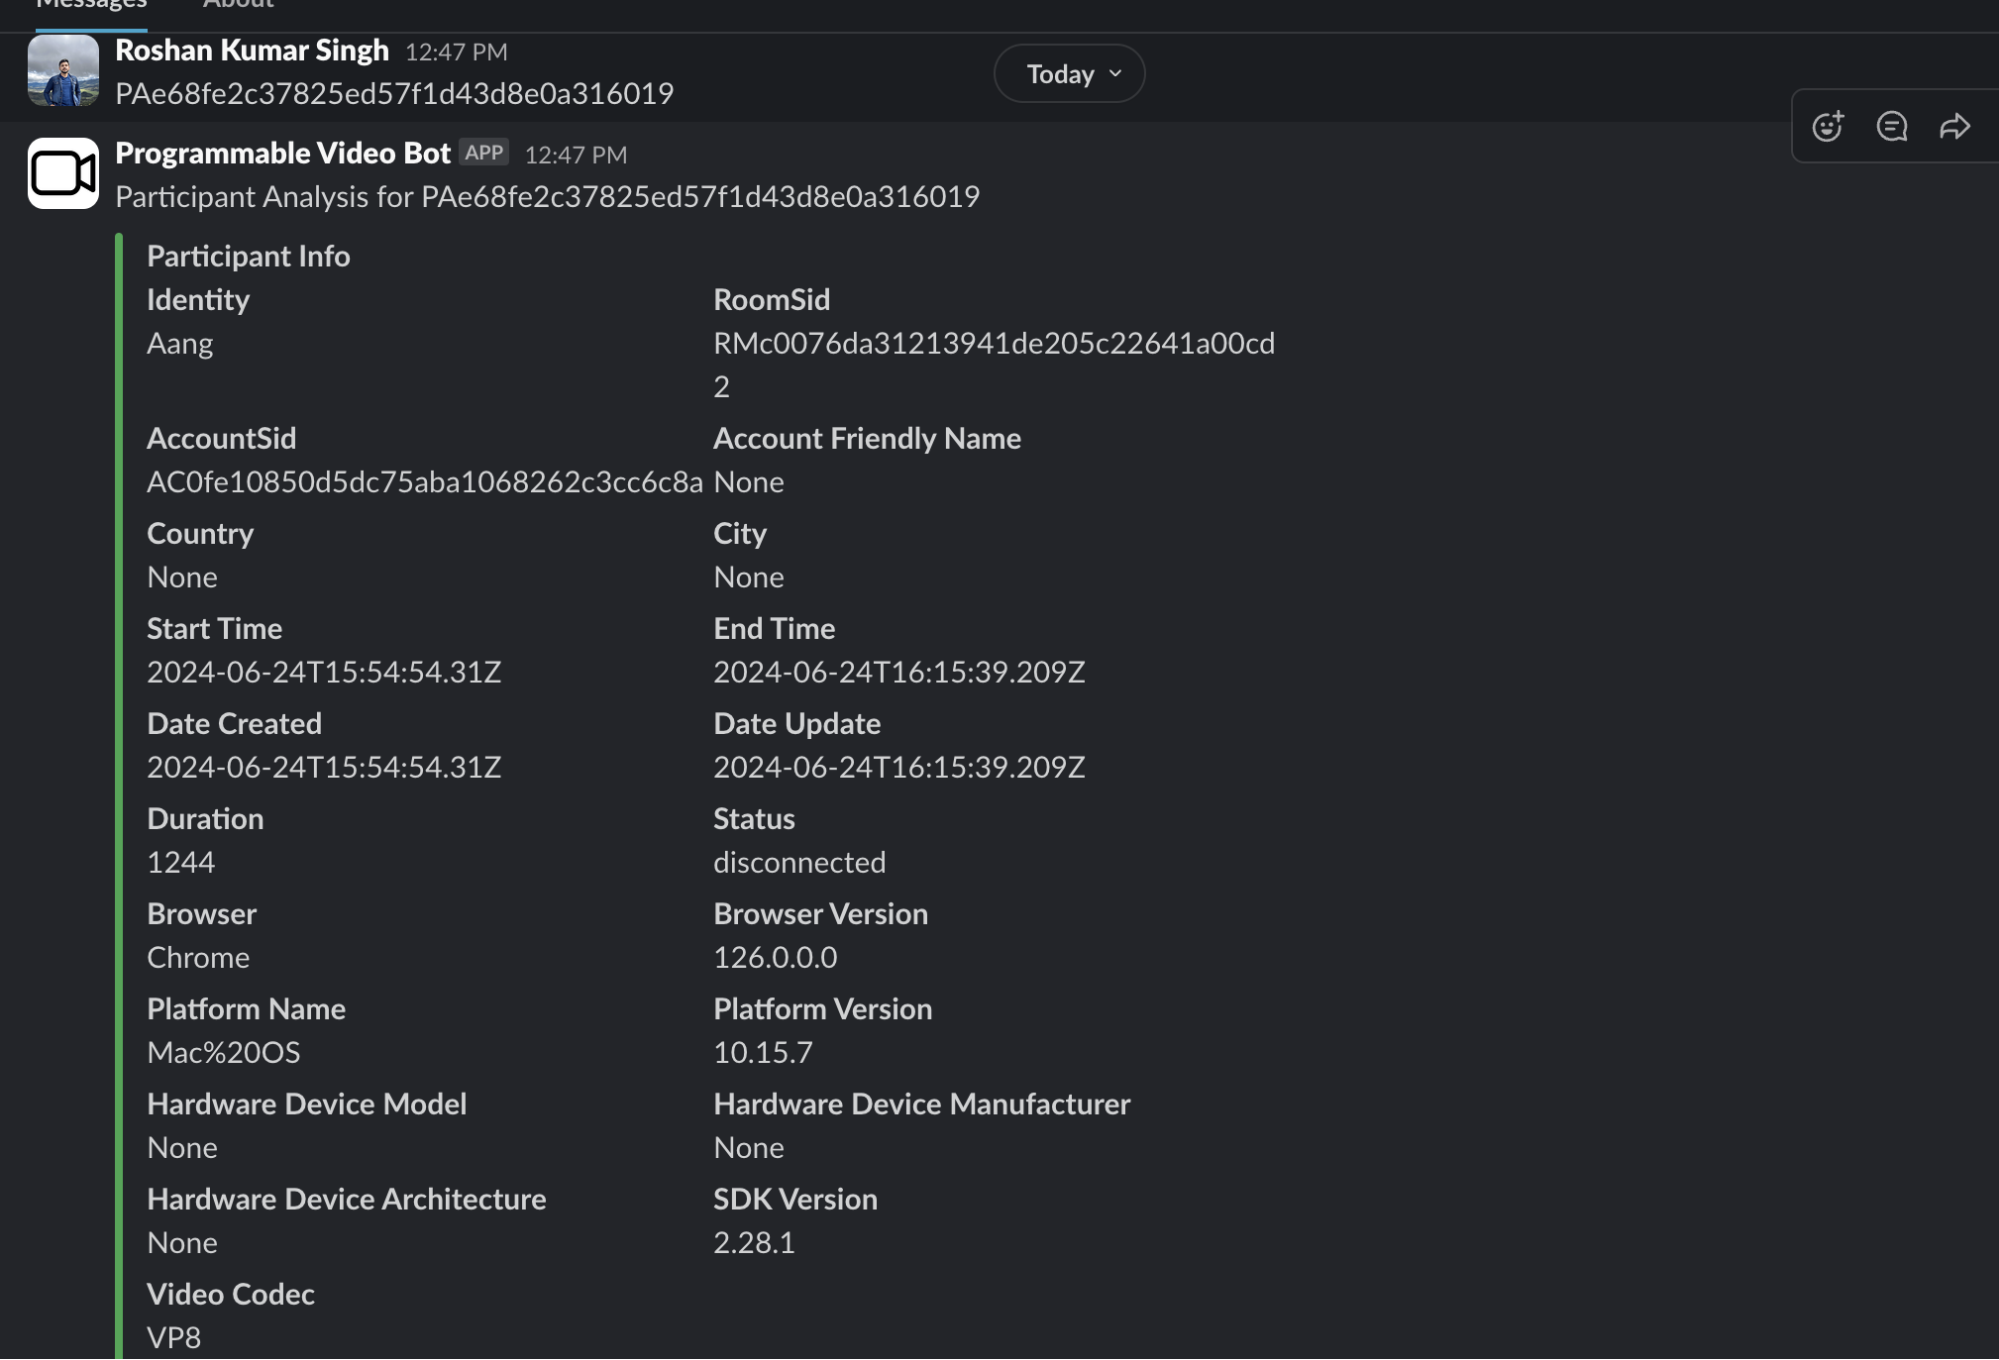 Messages About
Roshan Kumar Singh 12:47 PM
Today
PAe68fe2c37825ed57f1d43d8e0a316019
Programmable Video Bot APP 12:47 PM
Participant Analysis for PAe68fe2c37825ed57f1d43d8e0a316019
Participant Info
Identity RoomSid
Aang RMc0076da31213941de205c22641a00cd
2
AccountSid Account Friendly Name
AC0fe10850d5dc75aba1068262c3cc6c8a None
Country City
None None
Start Time End Time
2024-06-24T15:54:54.31Z 2024-06-24T16:15:39.209Z
Date Created Date Update
2024-06-24T15:54:54.31Z 2024-06-24T16:15:39.209Z
Duration Status
1244 disconnected
Browser Browser Version
Chrome 126.0.0.0
Platform Name Platform Version
Mac%20OS 10.15.7
Hardware Device Model Hardware Device Manufacturer
None None
Hardware Device Architecture SDK Version
None 2.28.1
Video Codec
VP8